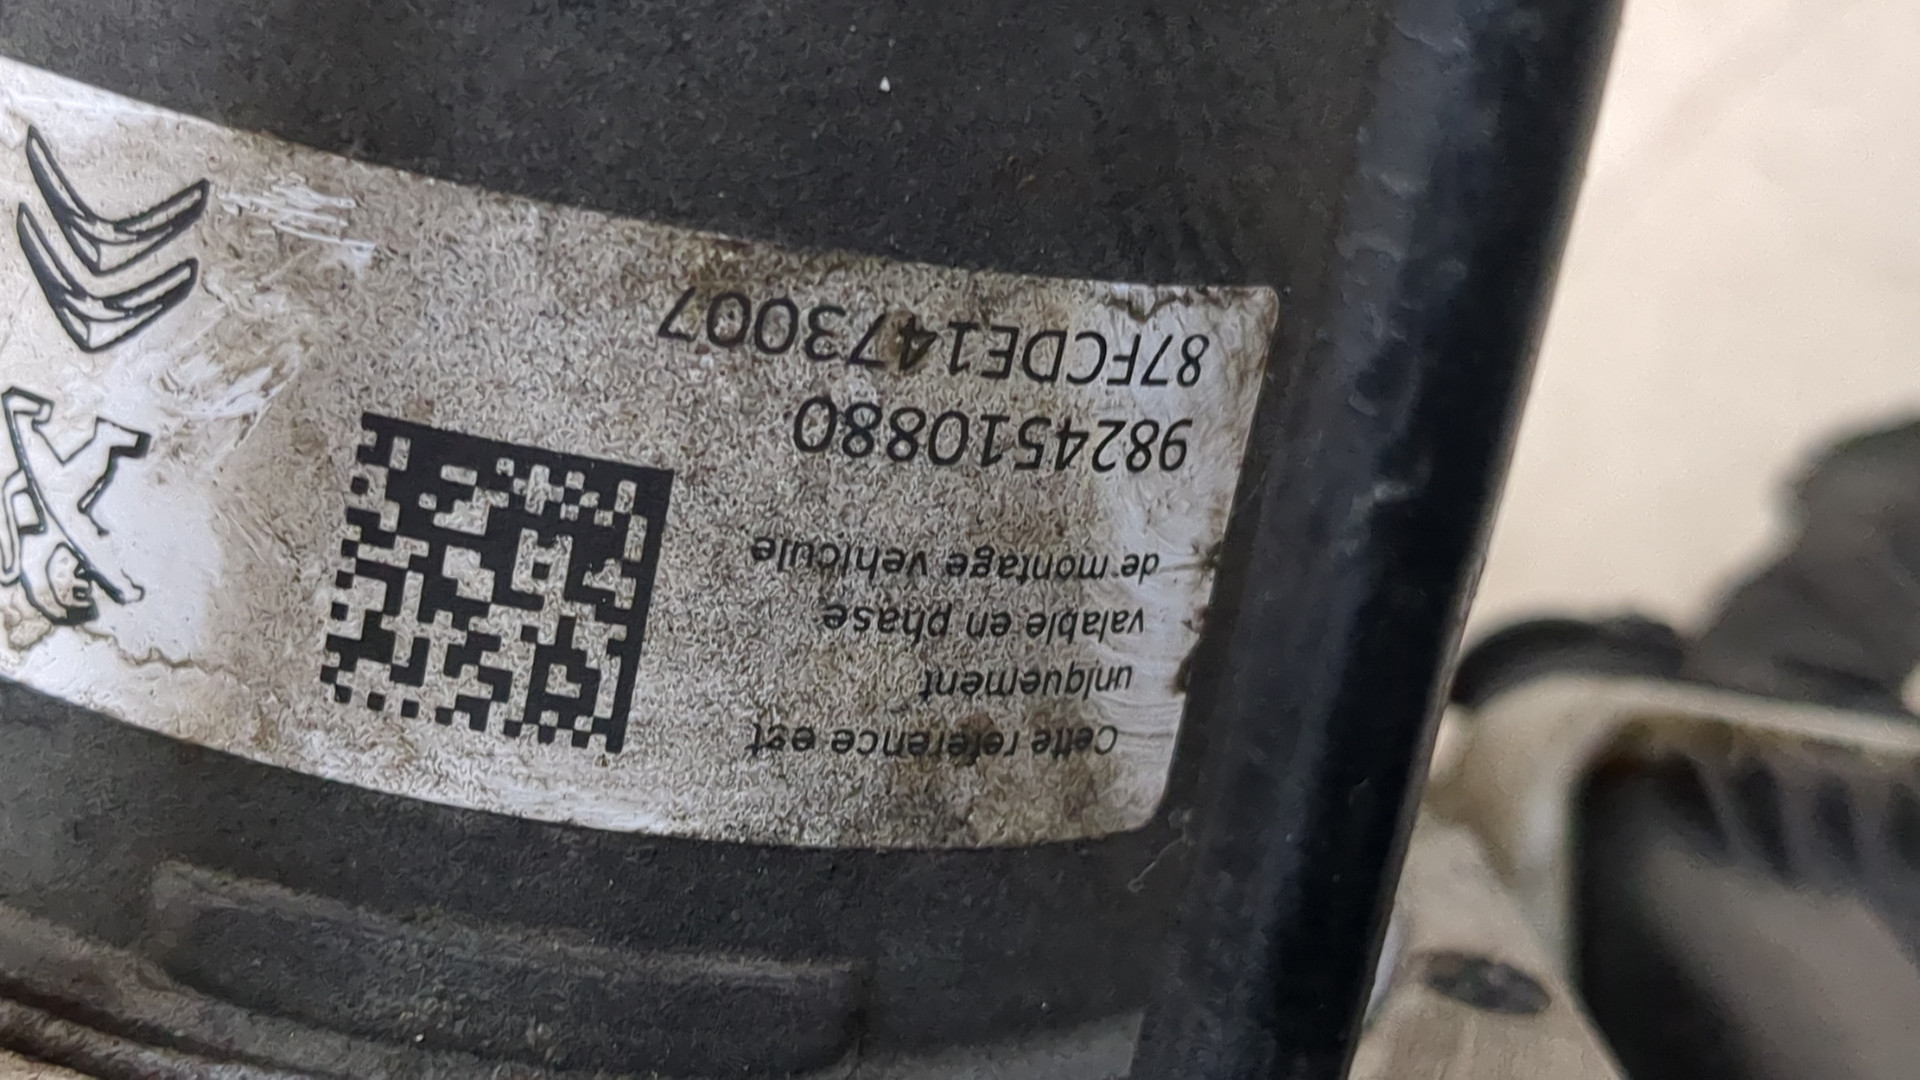 Cette reference est
uniquement
valable en phase
de montage vehicule
9824510880
87FCDE1473007